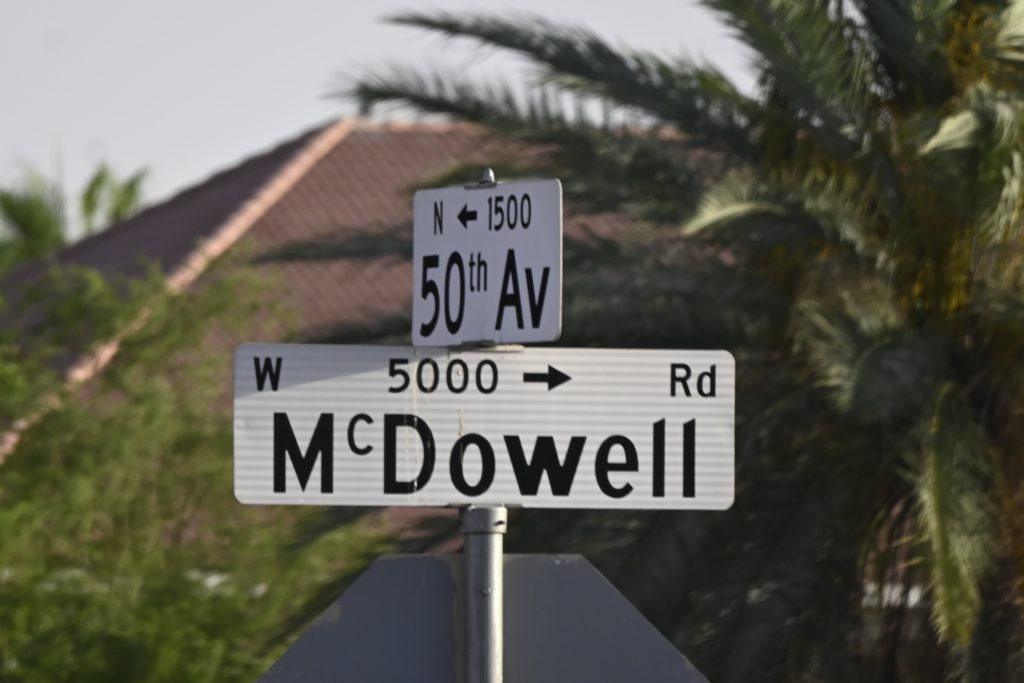 N ← 1500
50th Av
W 5000 → Rd
McDowell